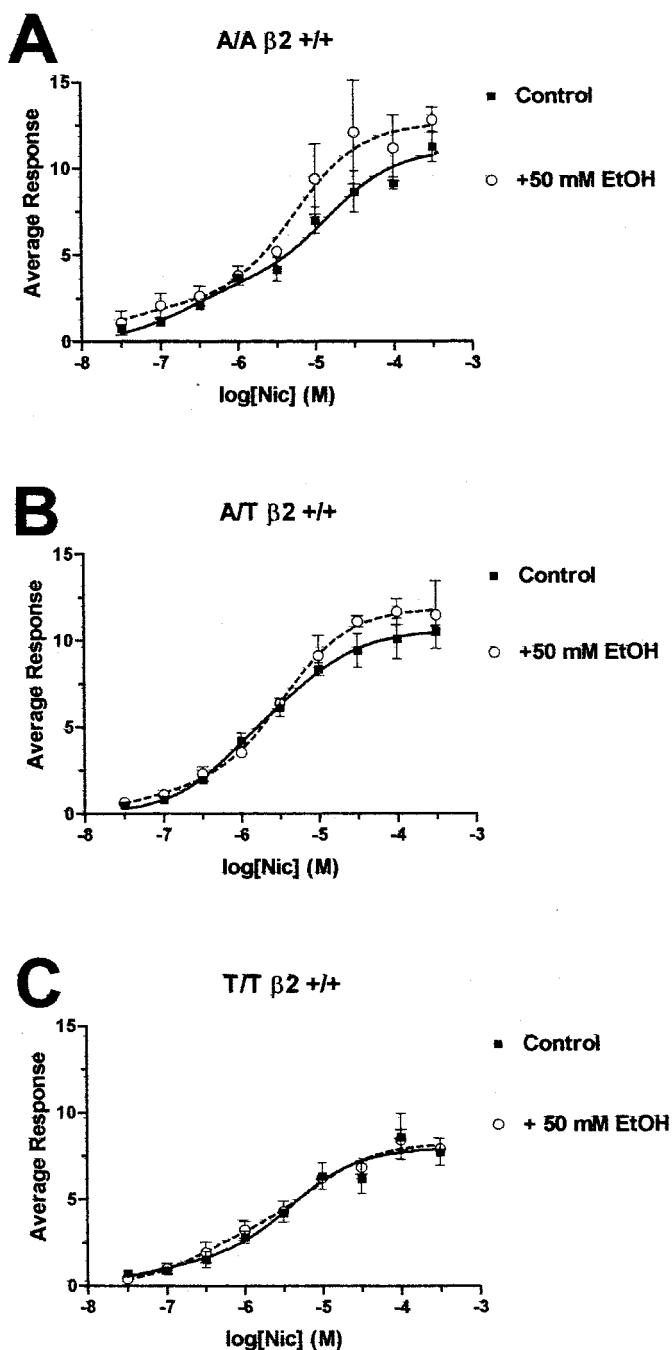 A
A/A β2 +/+
15
10
5
0
Average Response
Control
+50 mM EtOH
-8 -7 -6 -5 -4 -3
log[Nic] (M)
B
A/T β2 +/+
15
10
5
0
Average Response
Control
+50 mM EtOH
-8 -7 -6 -5 -4 -3
log[Nic] (M)
C
T/T β2 +/+
15
10
5
0
Average Response
Control
+ 50 mM EtOH
-8 -7 -6 -5 -4 -3
log[Nic] (M)